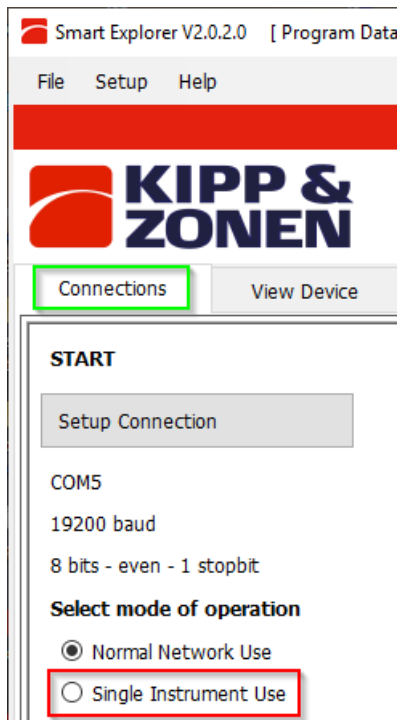 Smart Explorer V2.0.2.0 [ Program Data
File Setup Help
KIPP &
ZONEN
Connections View Device
START
Setup Connection
COM5
19200 baud
8 bits - even - 1 stopbit
Select mode of operation
Normal Network Use
Single Instrument Use